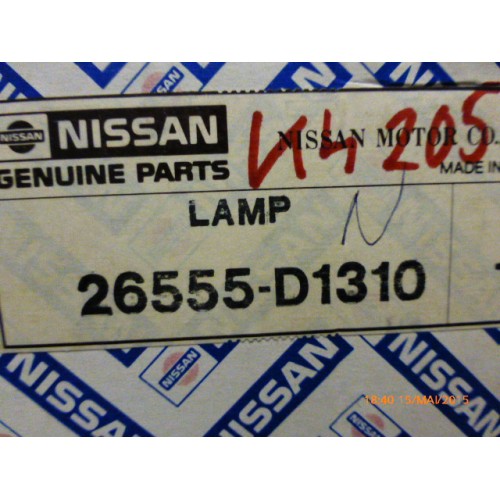 NISSAN
NISSAN
NISSAN MOTOR CO.
GENUINE PARTS
MADE IN
LAMP
N
26555-D1310
NISSAN
NISSAN
NISSAN
18:40 15/MAI/2015